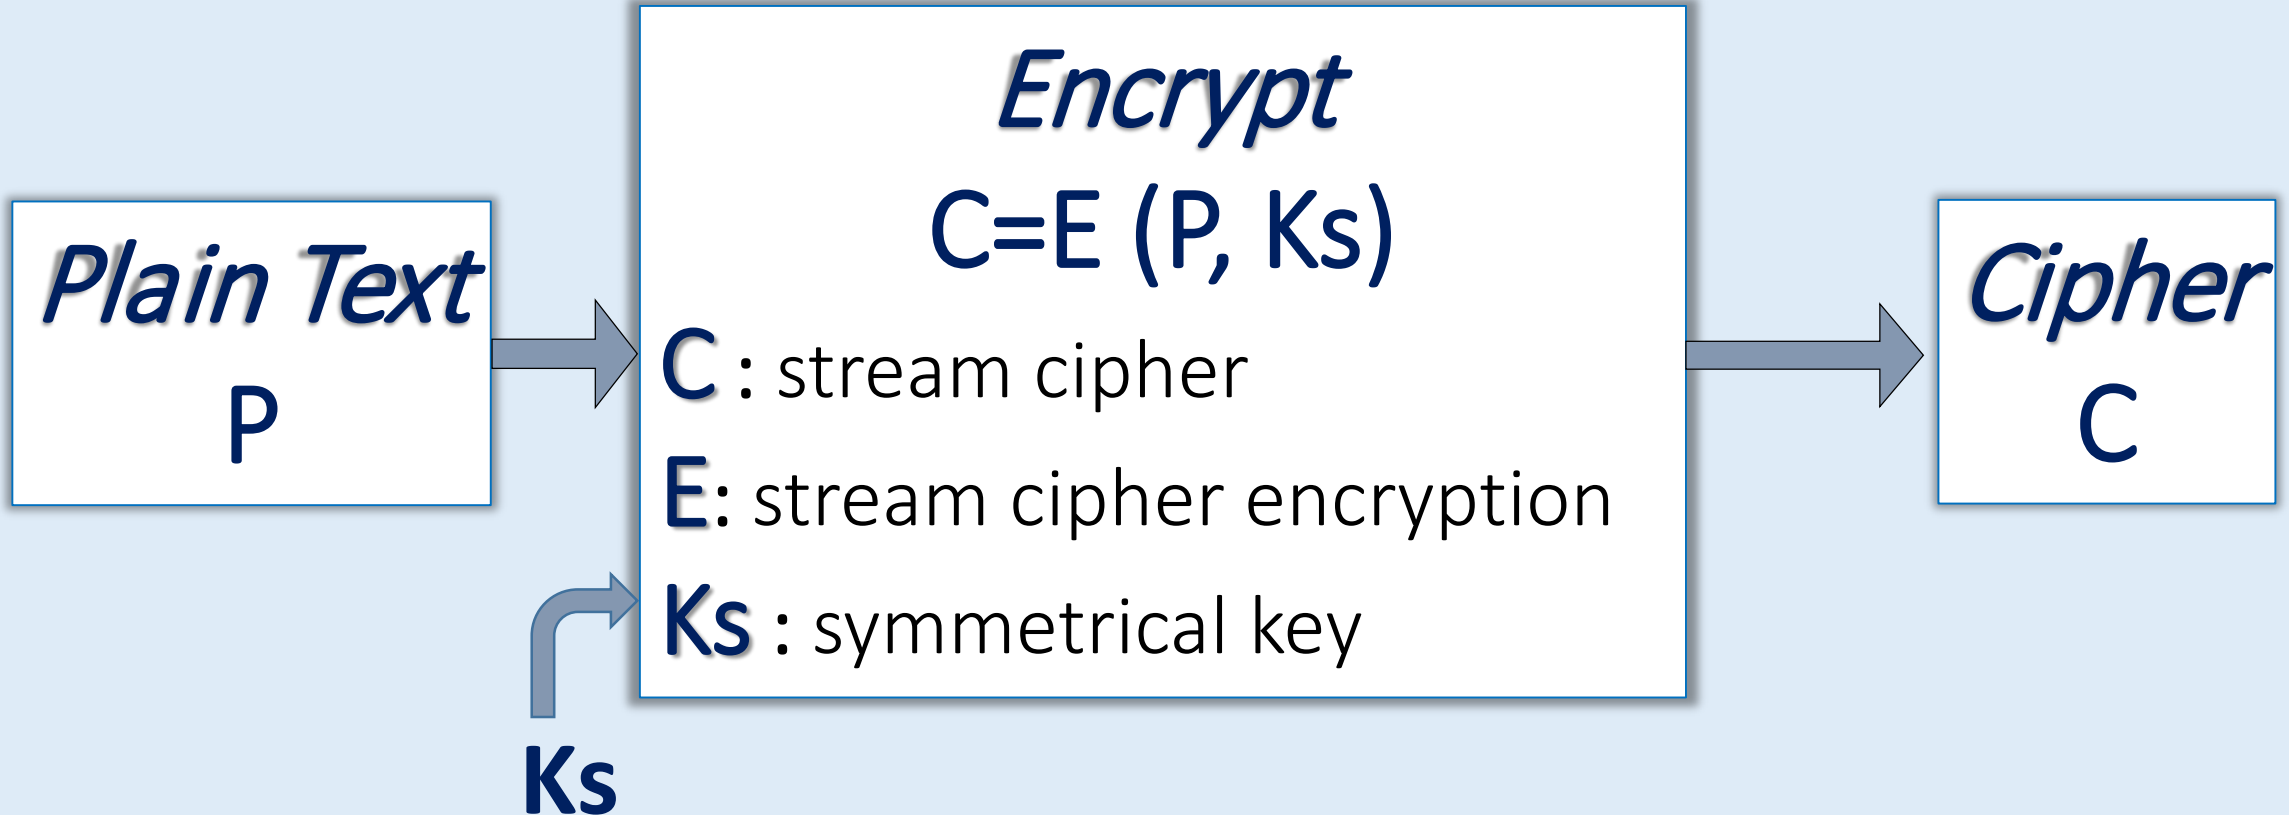 Plain Text
P
Encrypt
C=E (P, Ks)
C : stream cipher
E: stream cipher encryption
Ks : symmetrical key
Ks
Cipher
C